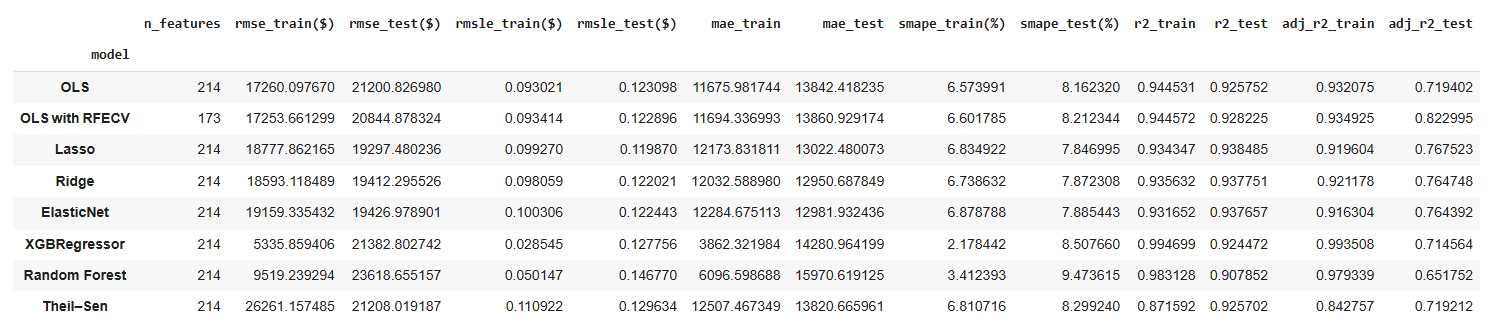 n_features rmse_train($) rmse_test($) rmsle_train($) rmsle_test($) mae_train mae_test smape_train(%) smape_test(%) r2_train r2_test adj_r2_train adj_r2_test
model
OLS 214 17260.097670 21200.826980 0.093021 0.123098 11675.981744 13842.418235 6.573991 8.162320 0.944531 0.925752 0.932075 0.719402
OLS with RFECV 173 17253.661299 20844.878324 0.093414 0.122896 11694.336993 13860.929174 6.601785 8.212344 0.944572 0.928225 0.934925 0.822995
Lasso 214 18777.862165 19297.480236 0.099270 0.119870 12173.831811 13022.480073 6.834922 7.846995 0.934347 0.938485 0.919604 0.767523
Ridge 214 18593.118489 19412.295526 0.098059 0.122021 12032.588980 12950.687849 6.738632 7.872308 0.935632 0.937751 0.921178 0.764748
ElasticNet 214 19159.335432 19426.978901 0.100306 0.122443 12284.675113 12981.932436 6.878788 7.885443 0.931652 0.937657 0.916304 0.764392
XGBRegressor 214 5335.859406 21382.802742 0.028545 0.127756 3862.321984 14280.964199 2.178442 8.507660 0.994699 0.924472 0.993508 0.714564
Random Forest 214 9519.239294 23618.655157 0.050147 0.146770 6096.598688 15970.619125 3.412393 9.473615 0.983128 0.907852 0.979339 0.651752
Theil–Sen 214 26261.157485 21208.019187 0.110922 0.129634 12507.467349 13820.665961 6.810716 8.299240 0.871592 0.925702 0.842757 0.719212